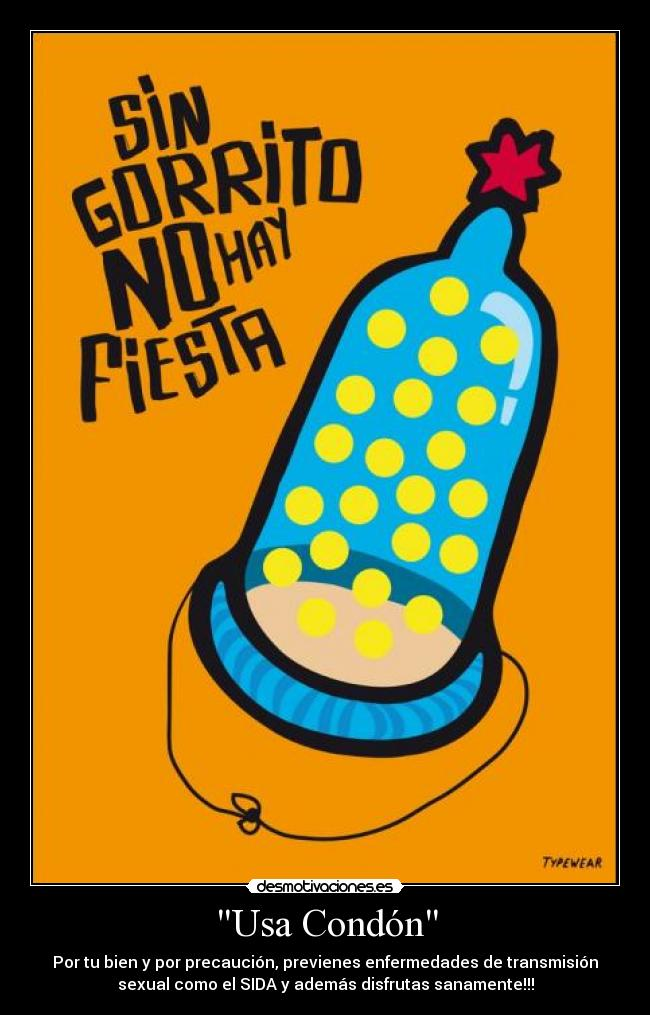 SiN
GORRiTO
NO HAY
FiESTA
TYPEWEAR
desmotivaciones.es
"Usa Condón"
Por tu bien y por precaución, previenes enfermedades de transmisión
sexual como el SIDA y además disfrutas sanamente!!!